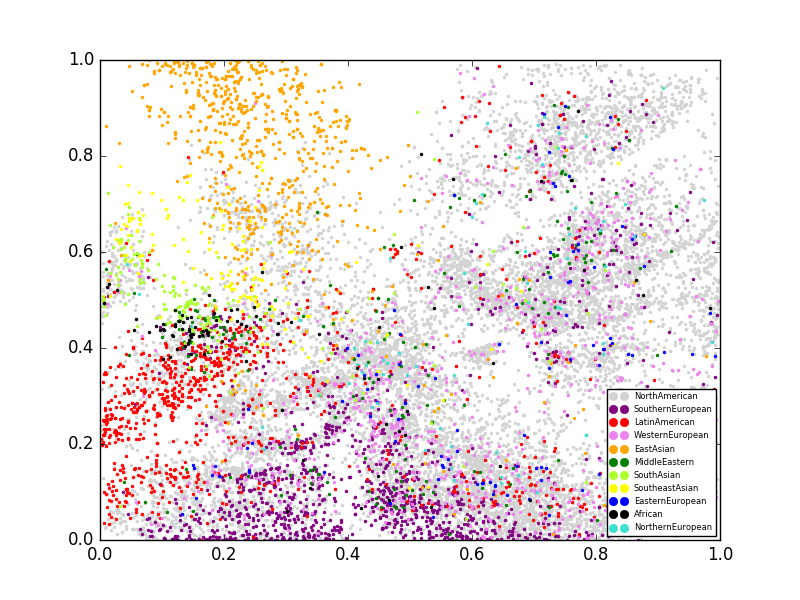 1.0
0.8
0.6
0.4
0.2
0.0
0.0 0.2 0.4 0.6 0.8 1.0
NorthAmerican
SouthernEuropean
LatinAmerican
WesternEuropean
EastAsian
MiddleEastern
SouthAsian
SoutheastAsian
EasternEuropean
African
NorthernEuropean